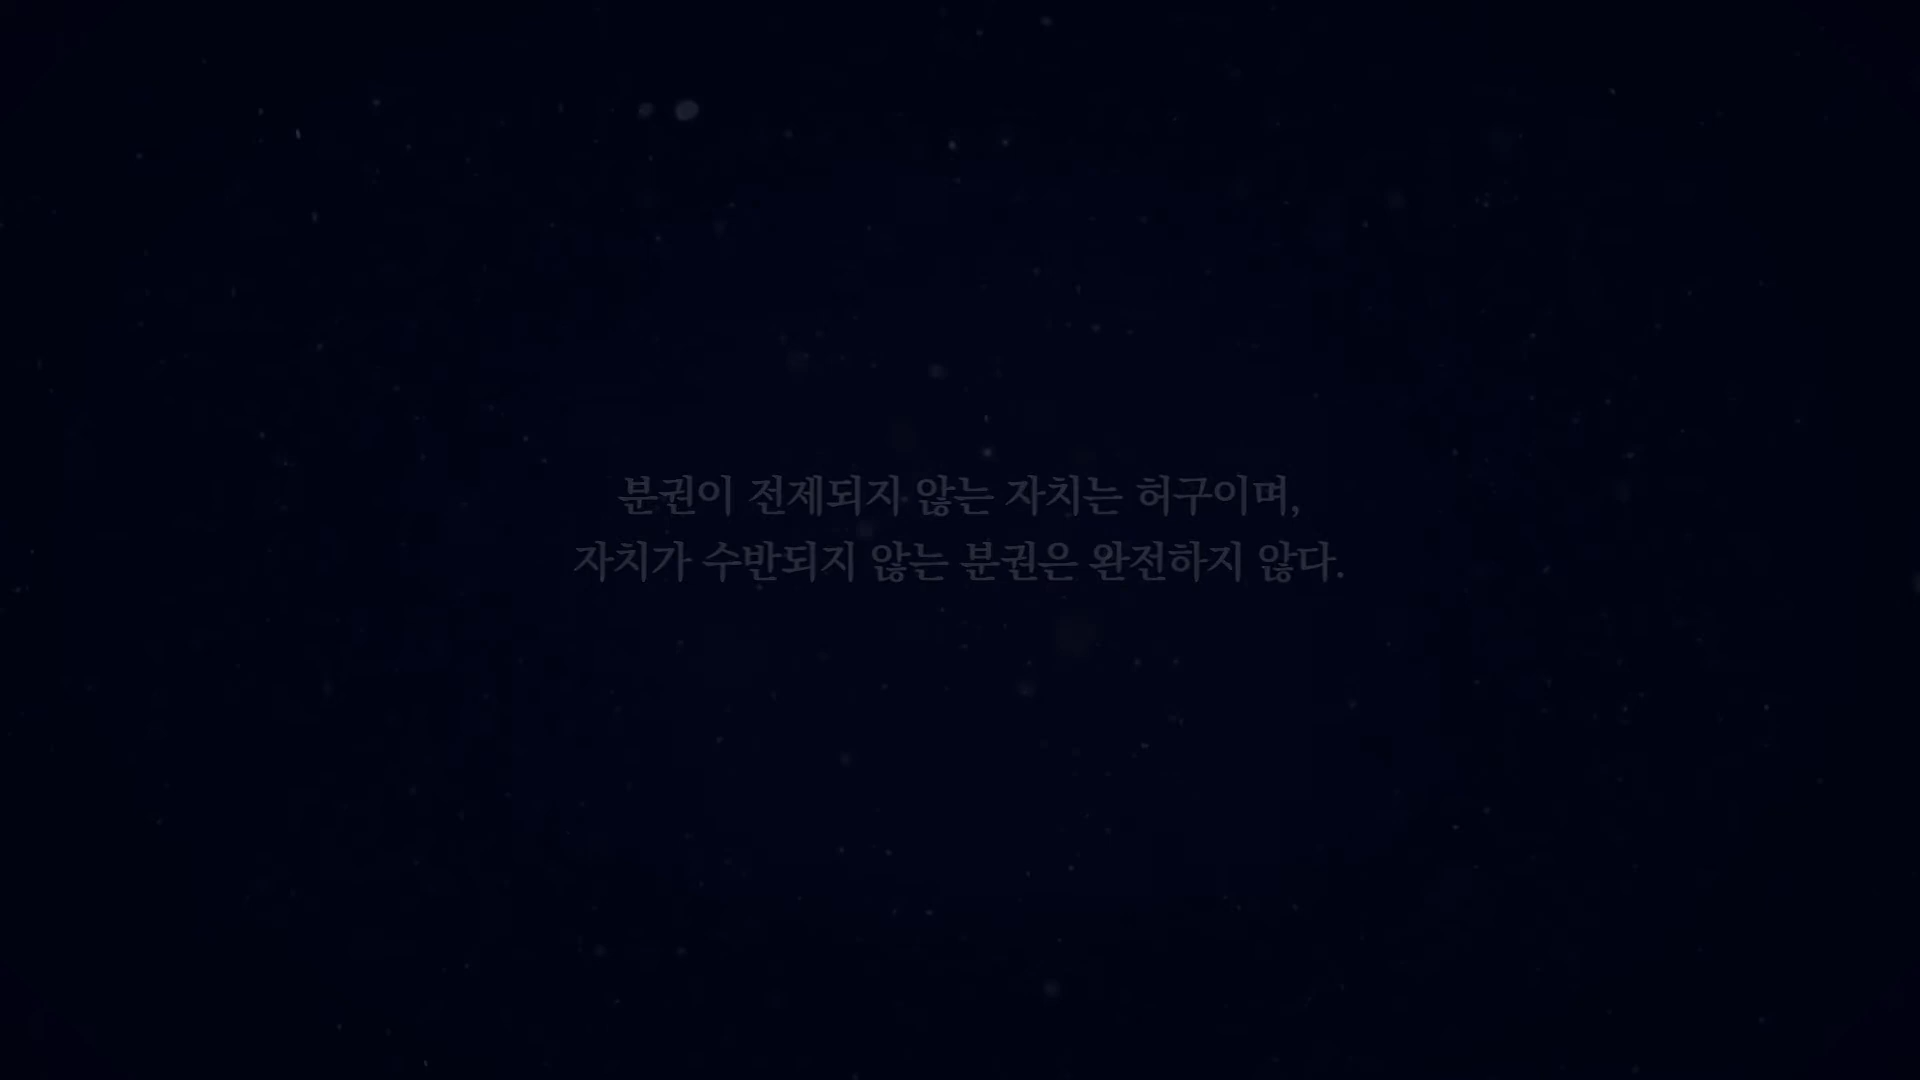 분권이 전제되지 않는 자치는 허구이며,
자치가 수반되지 않는 분권은 완전하지 않다.